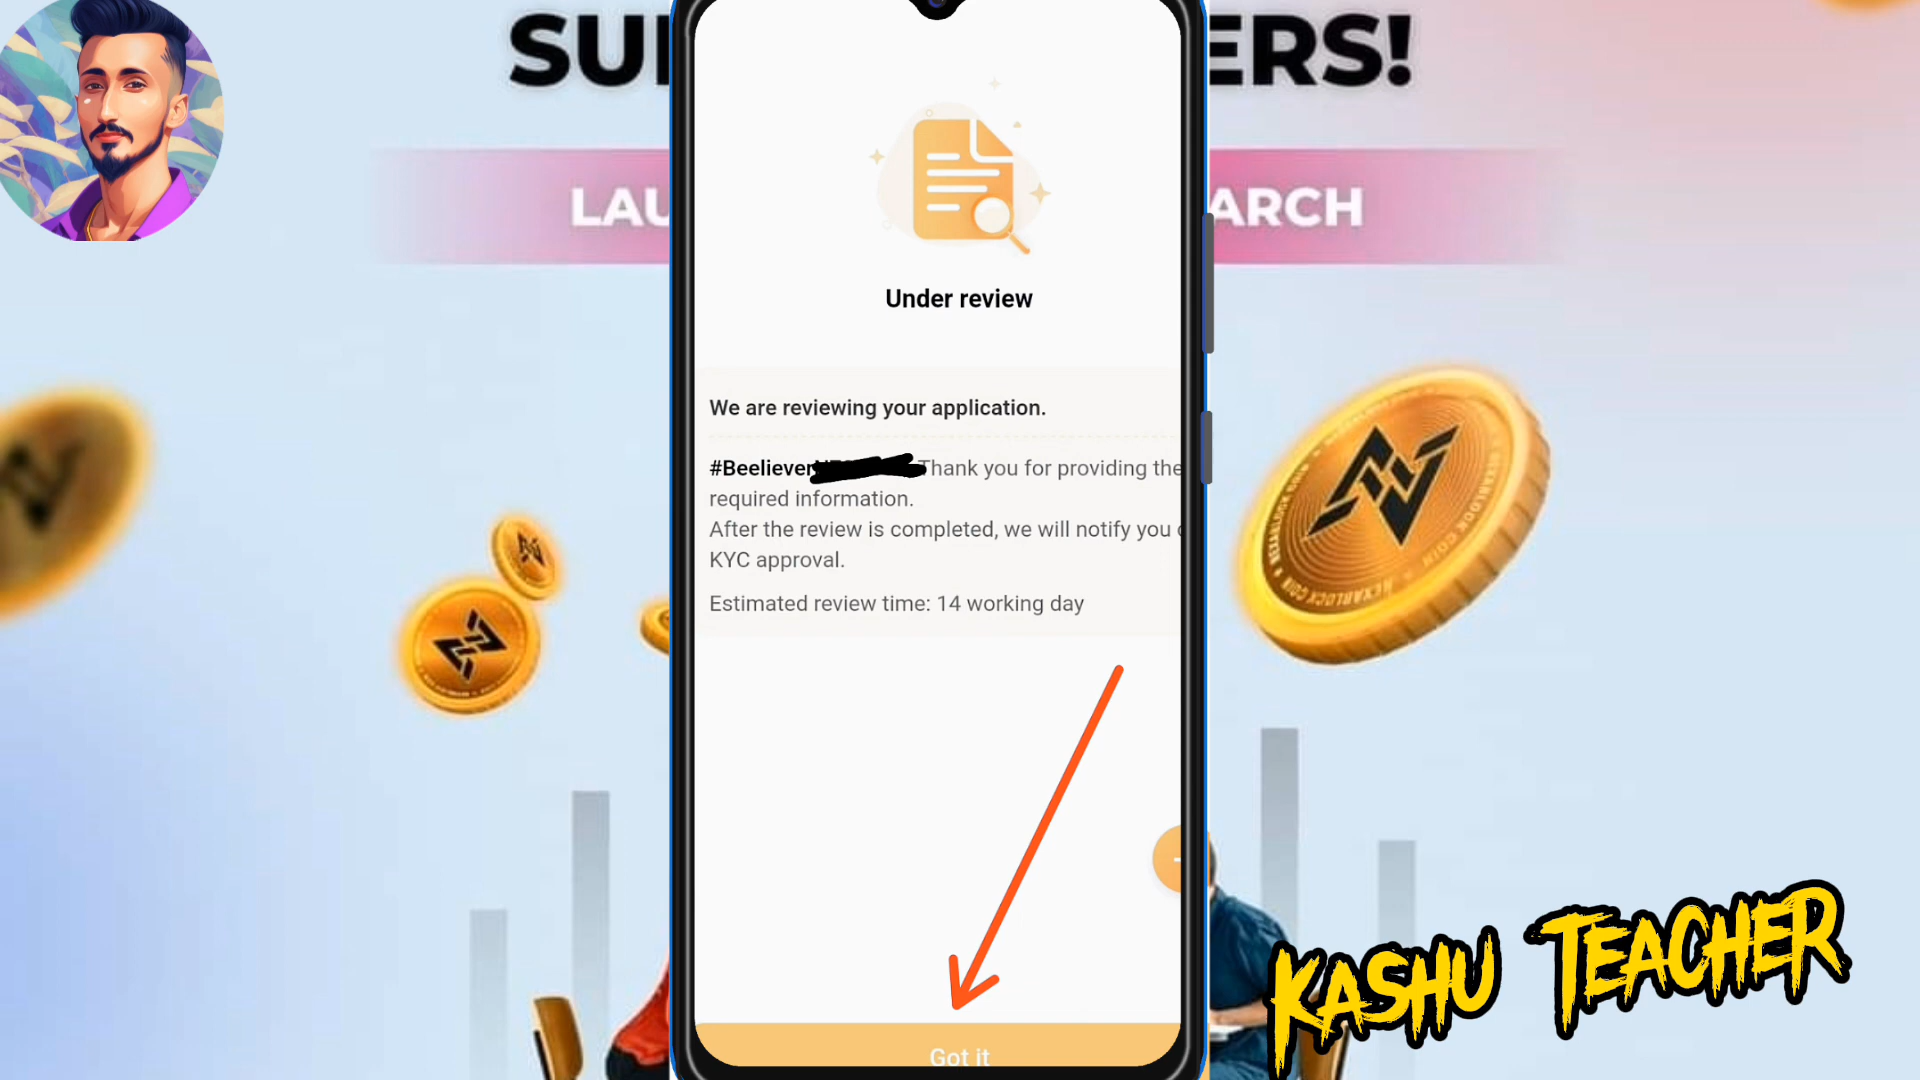 SU ERS!
LAU ARCH
Under review
We are reviewing your application.
#Beeliever Thank you for providing the
required information.
After the review is completed, we will notify you
KYC approval.
Estimated review time: 14 working day
NEXABLOCK COIN
Got it
KASHU TEACHER